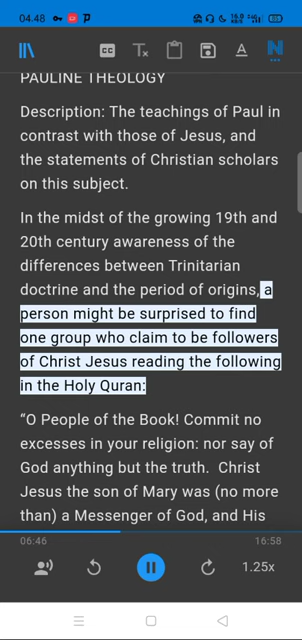 04.48
CC
PAULINE THEOLOGY
Description: The teachings of Paul in
contrast with those of Jesus, and
the statements of Christian scholars
on this subject.
In the midst of the growing 19th and
20th century awareness of the
differences between Trinitarian
doctrine and the period of origins, a
person might be surprised to find
one group who claim to be followers
of Christ Jesus reading the following
in the Holy Quran:
“O People of the Book! Commit no
excesses in your religion: nor say of
God anything but the truth.  Christ
Jesus the son of Mary was (no more
than) a Messenger of God, and His
06:46 16:58
1.25x